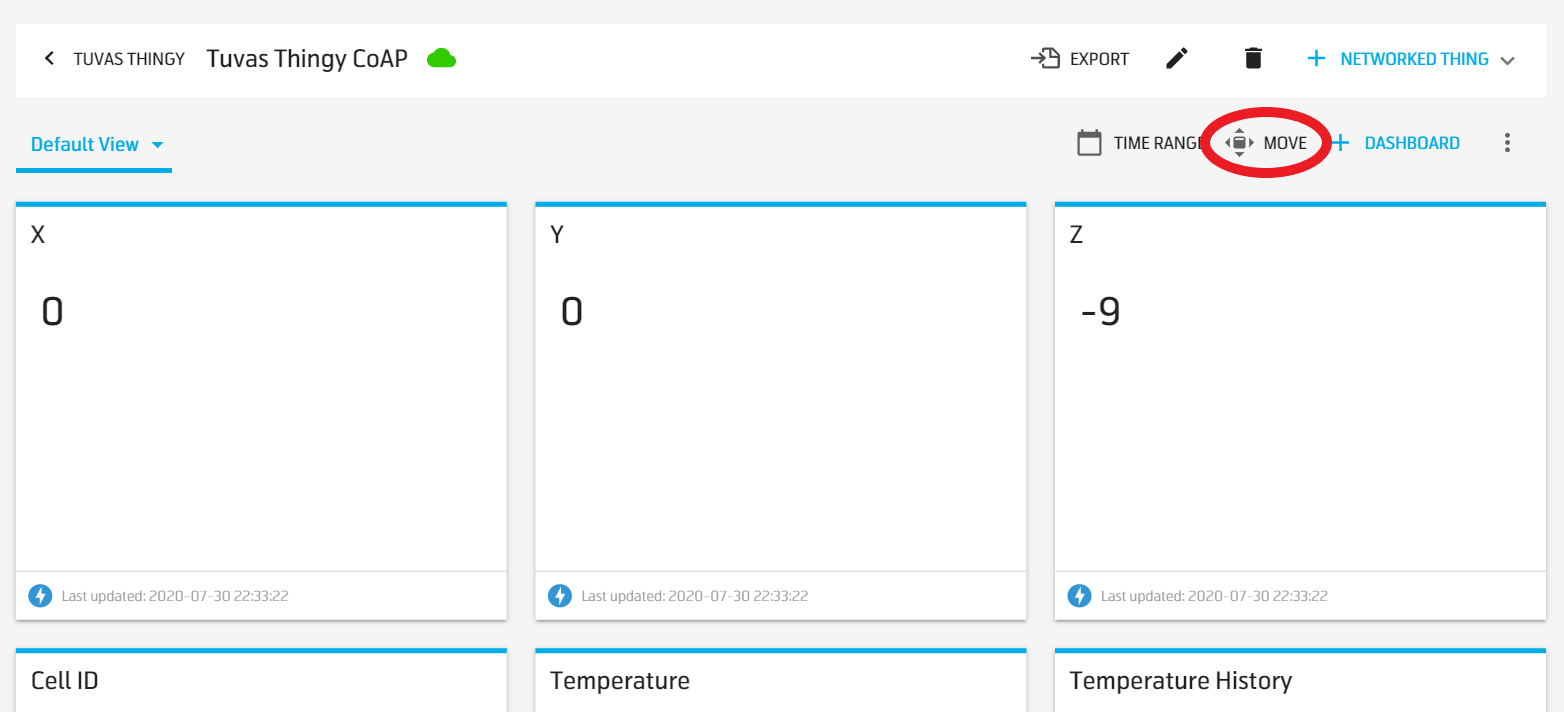 TUVAS THINGY Tuvas Thingy CoAP EXPORT NETWORKED THING
Default View TIME RANGE MOVE DASHBOARD
X Y Z
0 0 -9
Last updated: 2020-07-30 22:33:22 Last updated: 2020-07-30 22:33:22 Last updated: 2020-07-30 22:33:22
Cell ID Temperature Temperature History